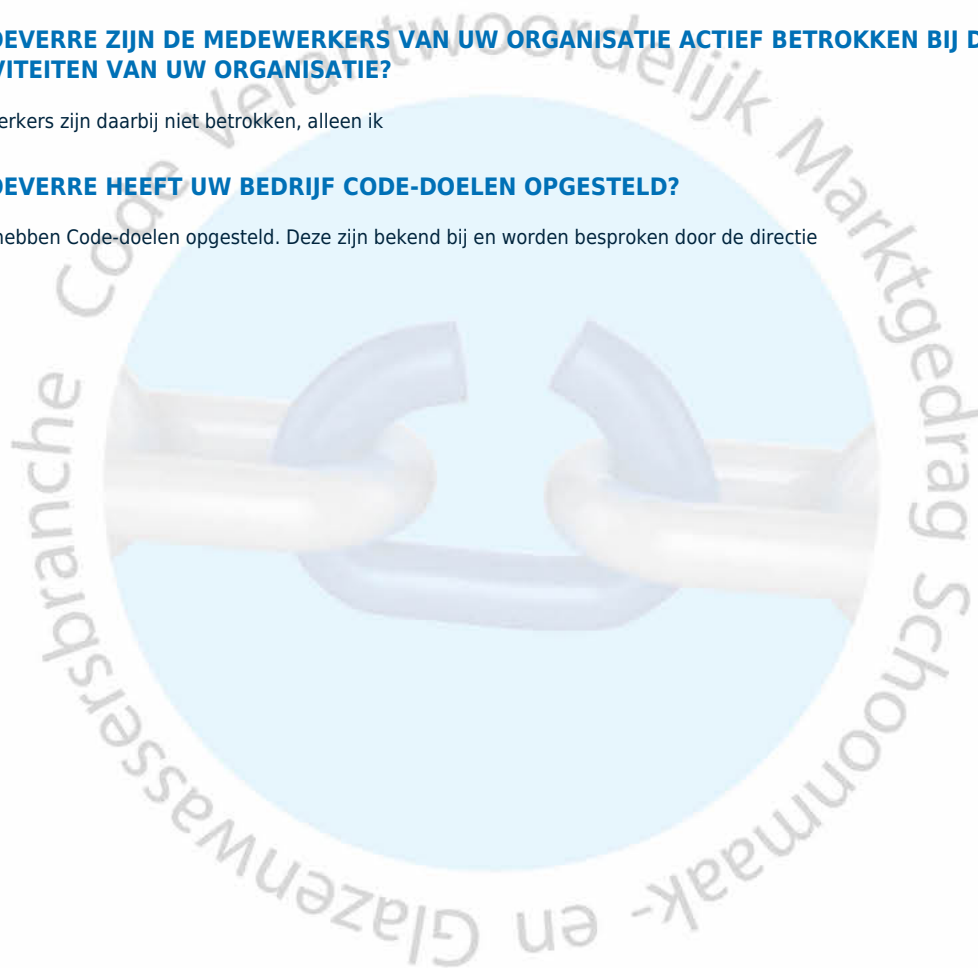 OEVERRE ZIJN DE MEDEWERKERS VAN UW ORGANISATIE ACTIEF BETROKKEN BIJ D
VITEITEN VAN UW ORGANISATIE?
erkers zijn daarbij niet betrokken, alleen ik
OEVERRE HEEFT UW BEDRIJF CODE-DOELEN OPGESTELD?
hebben Code-doelen opgesteld. Deze zijn bekend bij en worden besproken door de directie
Code Verantwoordelijk Marktgedrag Schoonmaak- en Glazenwassersbranche